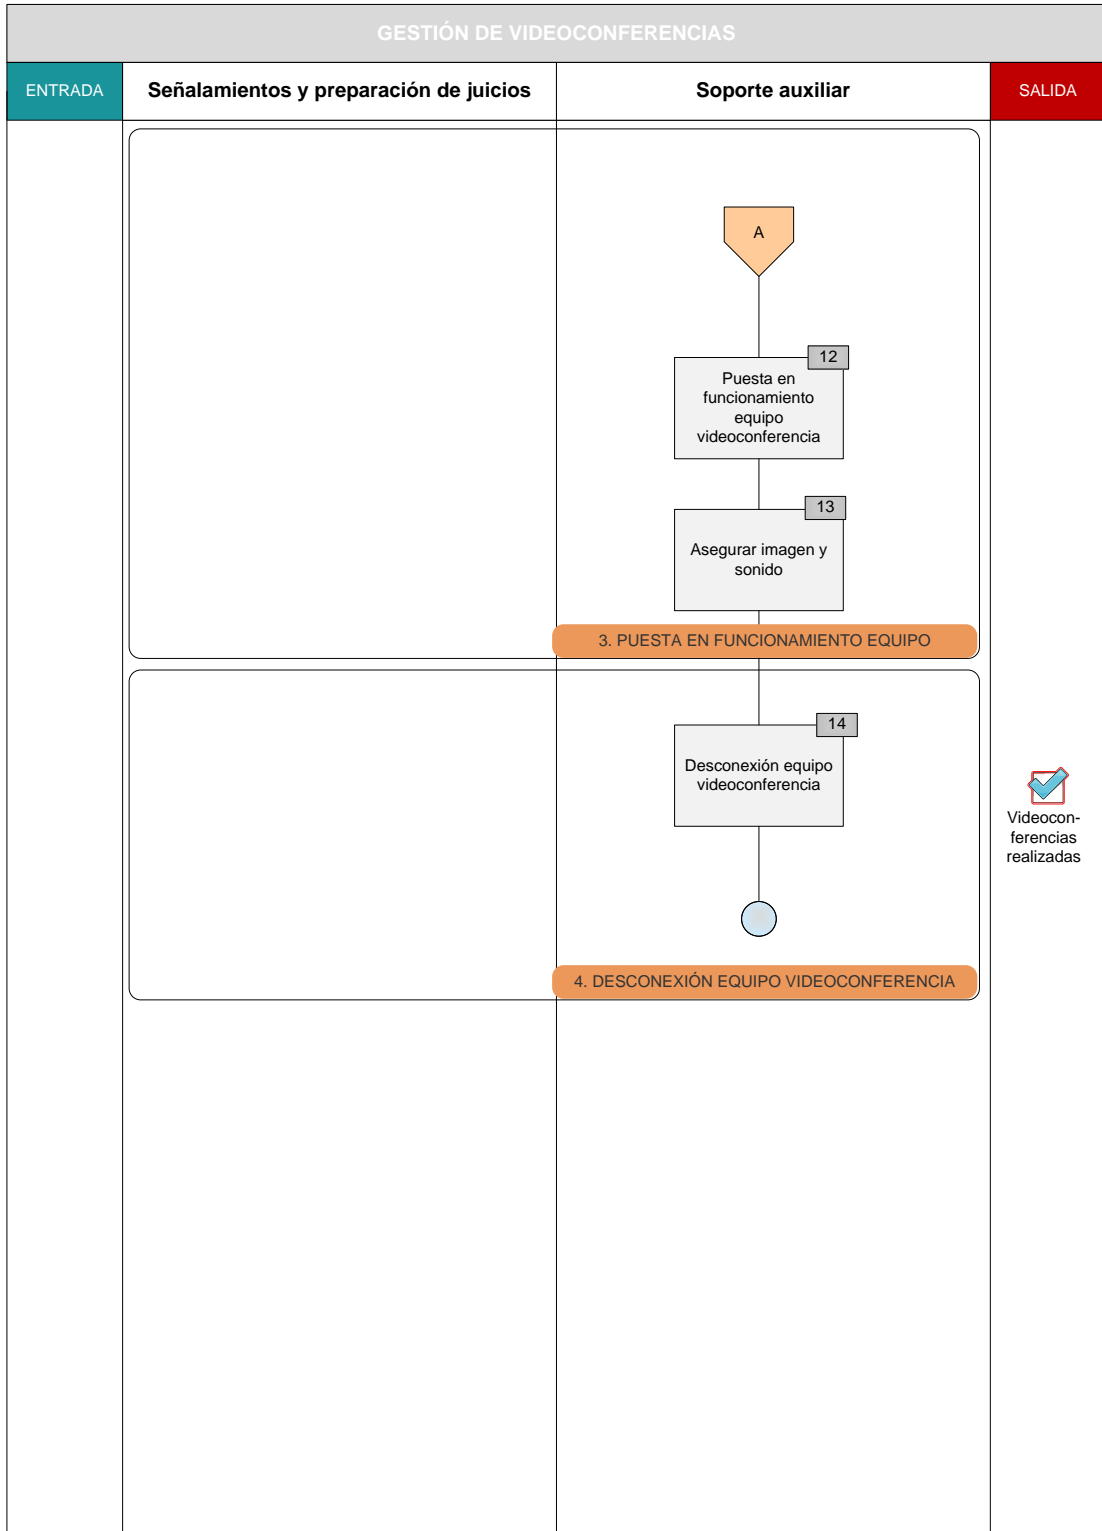 GESTIÓN DE VIDEOCONFERENCIAS
ENTRADA
Señalamientos y preparación de juicios
Soporte auxiliar
SALIDA
A
12
Puesta en
funcionamiento
equipo
videoconferencia
13
Asegurar imagen y
sonido
3. PUESTA EN FUNCIONAMIENTO EQUIPO
14
Desconexión equipo
videoconferencia
Videocon-
ferencias
realizadas
4. DESCONEXIÓN EQUIPO VIDEOCONFERENCIA